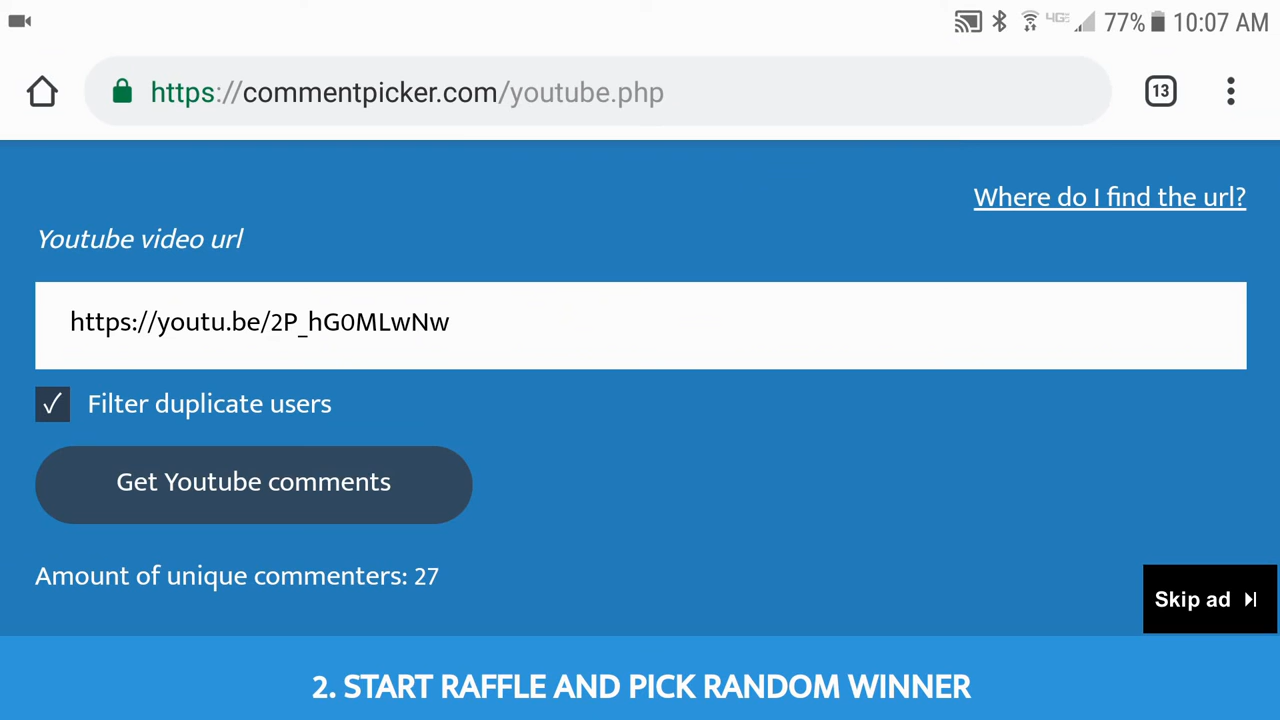 4GE 77% 10:07 AM
https://commentpicker.com/youtube.php 13
Where do I find the url?
Youtube video url
https://youtu.be/2P_hG0MLwNw
✓ Filter duplicate users
Get Youtube comments
Amount of unique commenters: 27
Skip ad
2. START RAFFLE AND PICK RANDOM WINNER